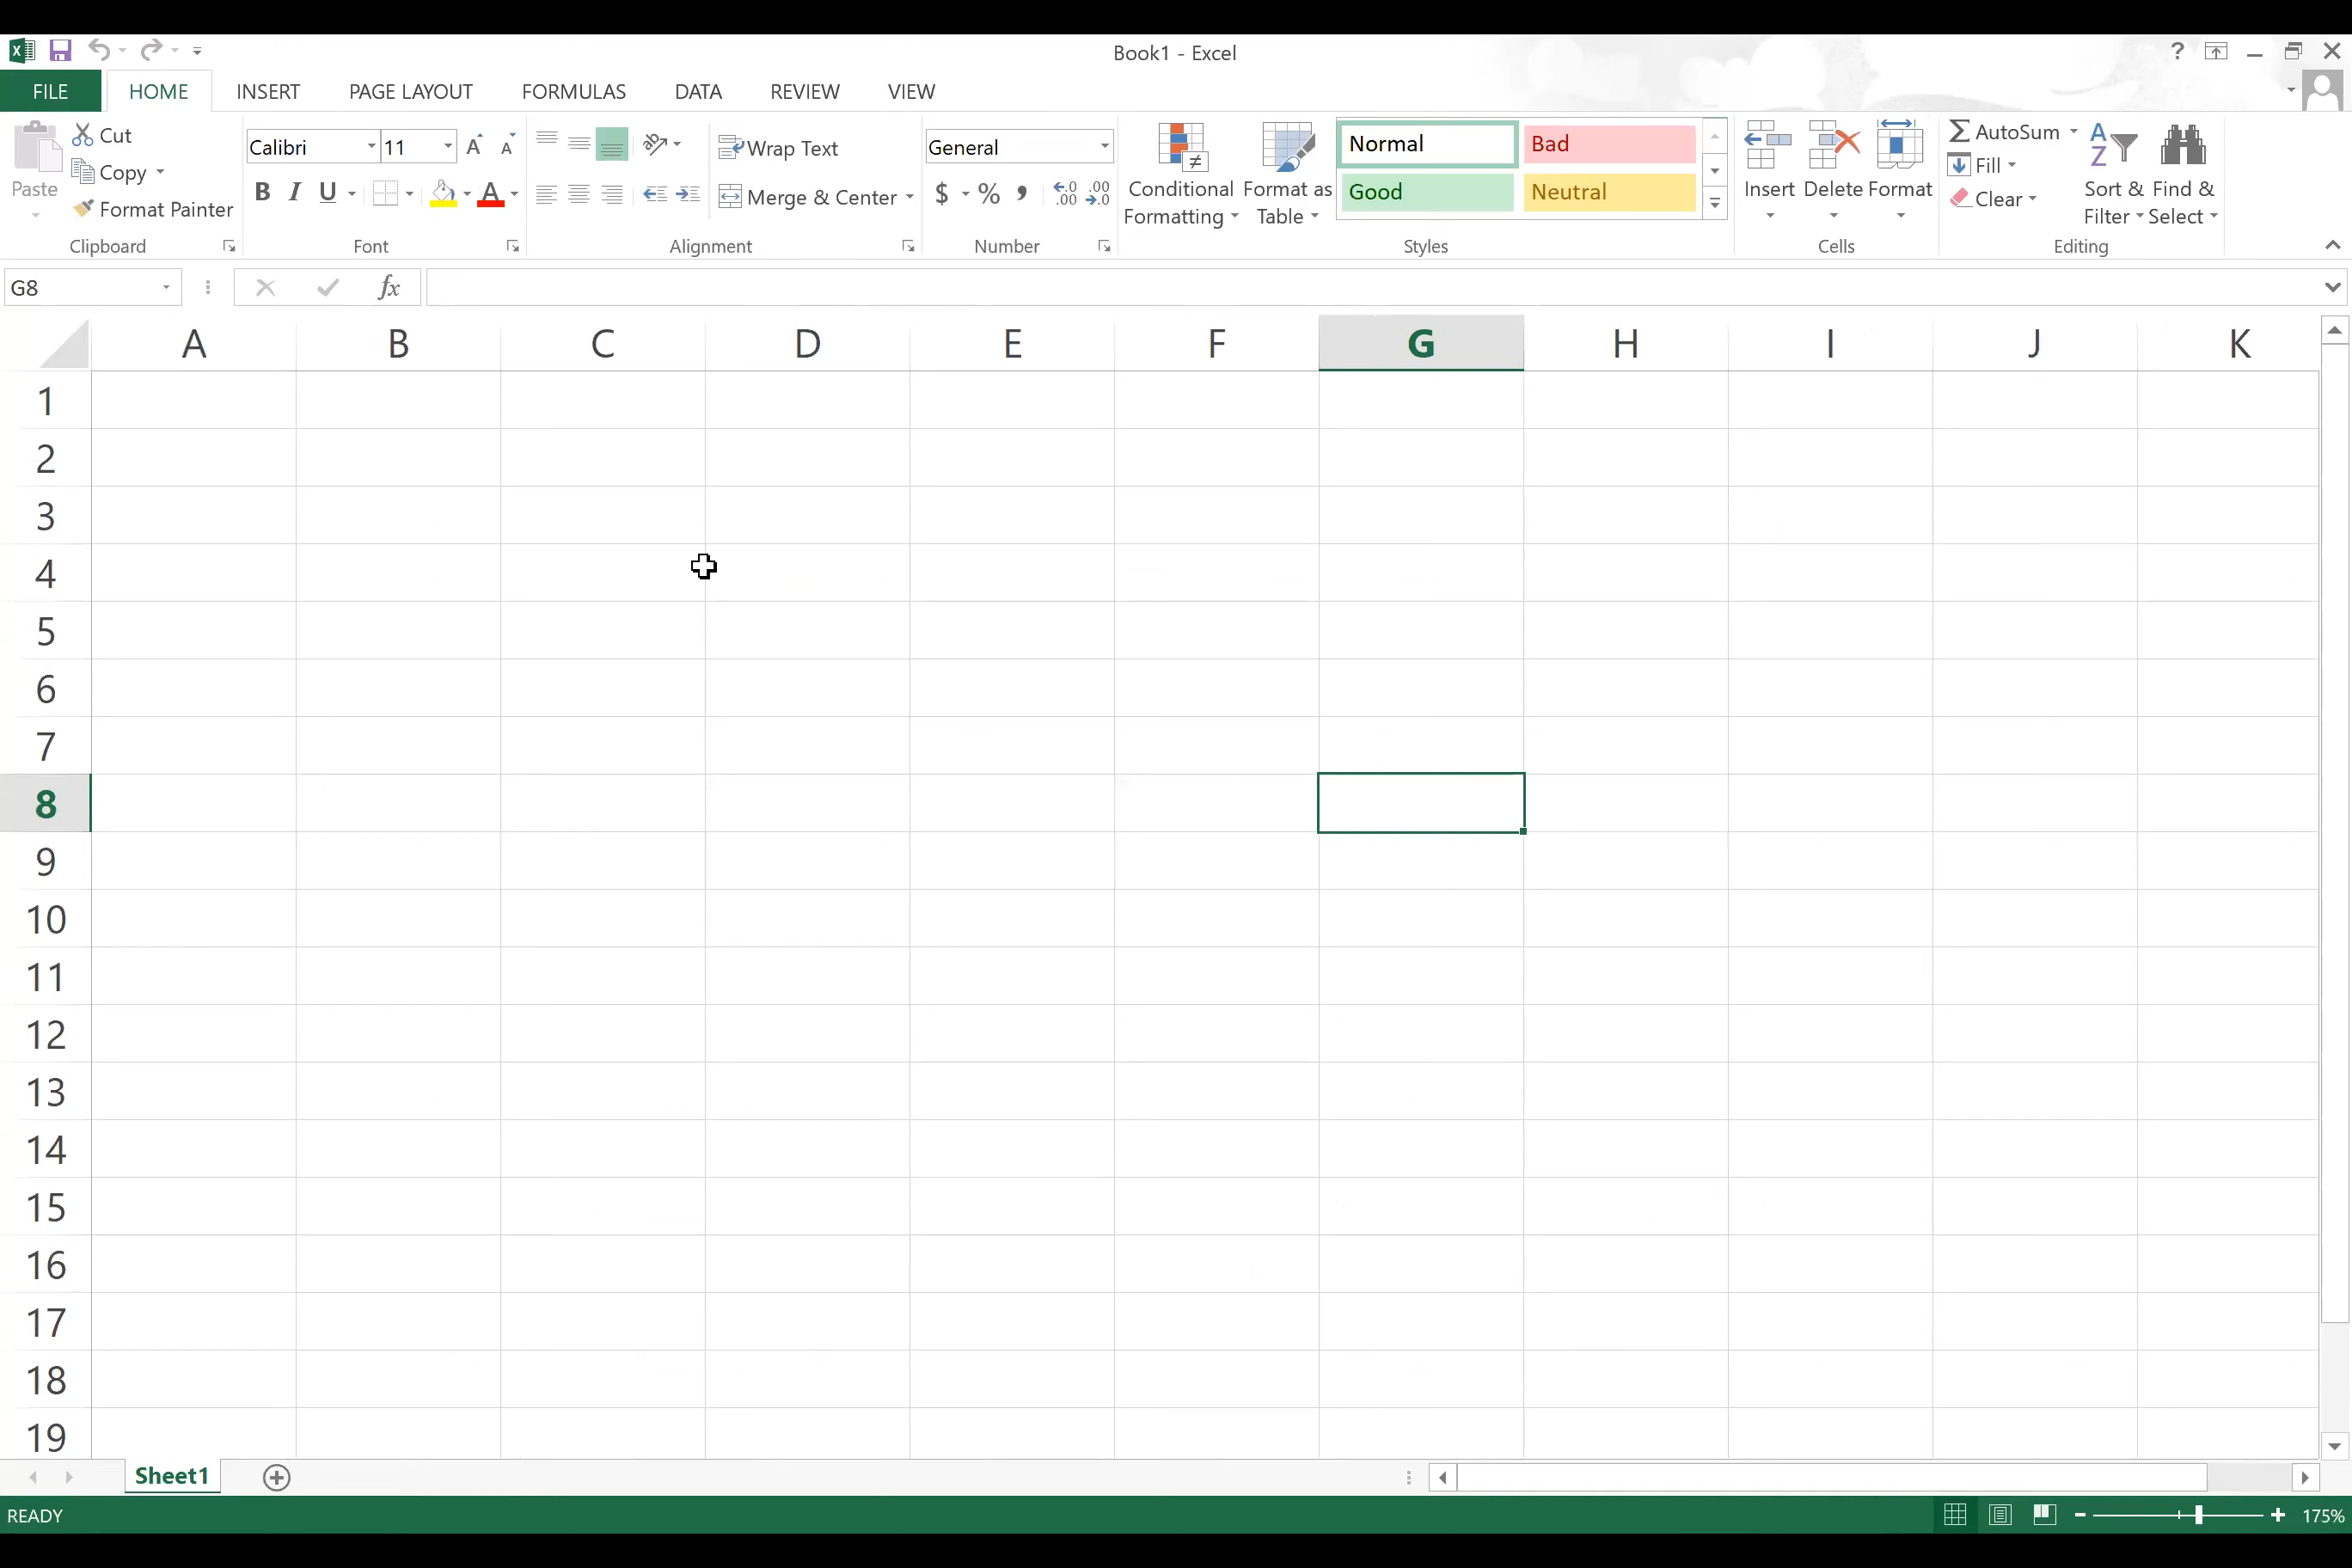 Book1 - Excel
FILE HOME INSERT PAGE LAYOUT FORMULAS DATA REVIEW VIEW
Paste
Cut
Copy
Format Painter
Clipboard
Calibri 11
B I U
Font
Wrap Text
Merge & Center
Alignment
General
$ % ,
Number
Conditional Formatting
Format as Table
Normal Bad
Good Neutral
Styles
Insert Delete Format
Cells
AutoSum
Fill
Clear
Sort & Filter
Find & Select
Editing
G8
fx
A B C D E F G H I J K
1
2
3
4
5
6
7
8
9
10
11
12
13
14
15
16
17
18
19
Sheet1
READY
175%